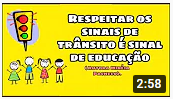 Respeitar os
sinais de
trânsito é sinal
de educação
2:58